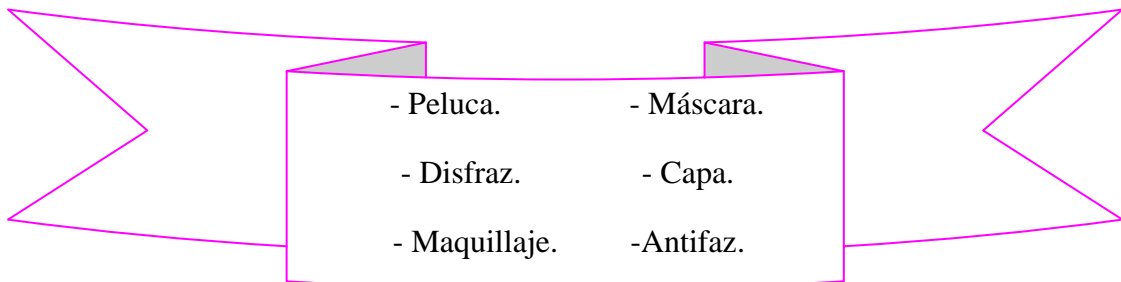 - Peluca. - Máscara.
- Disfraz. - Capa.
- Maquillaje. -Antifaz.